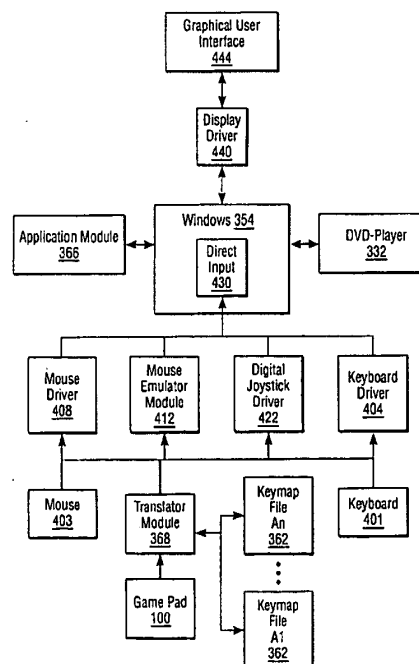 Graphical User
Interface
444
Display
Driver
440
Windows 354
Direct
Input
430
Application Module
366
DVD-Player
332
Mouse
Driver
408
Mouse
Emulator
Module
412
Digital
Joystick
Driver
422
Keyboard
Driver
404
Mouse
403
Translator
Module
368
Keymap
File
An
362
Keyboard
401
Game Pad
100
Keymap
File
A1
362